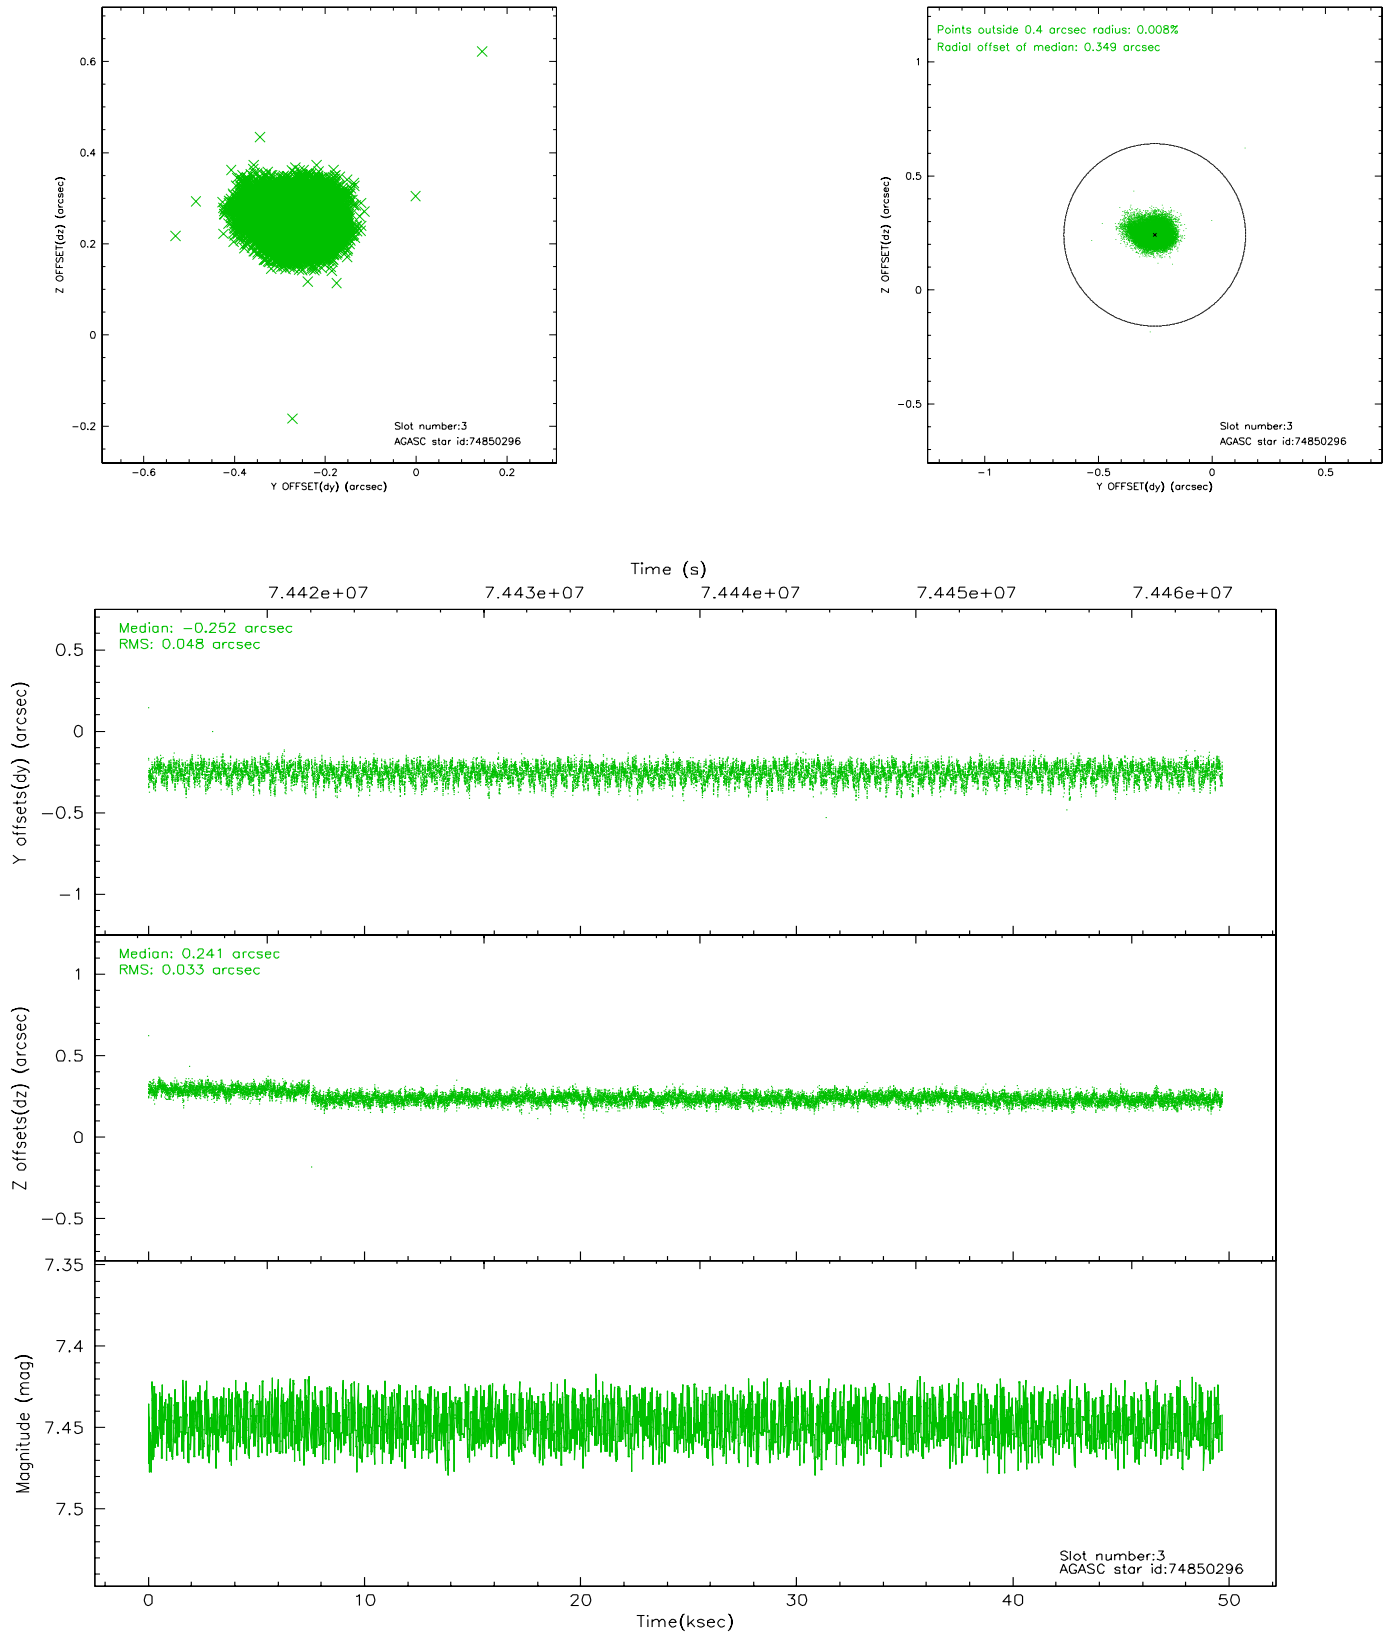 0.6
0.4
0.2
0
−0.2
Z OFFSET(dz) (arcsec)
Slot number:3
AGASC star id:74850296
−0.6 −0.4 −0.2 0 0.2
Y OFFSET(dy) (arcsec)
Points outside 0.4 arcsec radius: 0.008%
Radial offset of median: 0.349 arcsec
1
0.5
0
−0.5
Z OFFSET(dz) (arcsec)
Slot number:3
AGASC star id:74850296
−1 −0.5 0 0.5
Y OFFSET(dy) (arcsec)
Time (s)
7.442e+07 7.443e+07 7.444e+07 7.445e+07 7.446e+07
Median: −0.252 arcsec
RMS: 0.048 arcsec
0.5
0
−0.5
−1
Y offsets(dy) (arcsec)
Median: 0.241 arcsec
RMS: 0.033 arcsec
1
0.5
0
−0.5
Z offsets(dz) (arcsec)
7.35
7.4
7.45
7.5
Magnitude (mag)
Slot number:3
AGASC star id:74850296
0 10 20 30 40 50
Time(ksec)